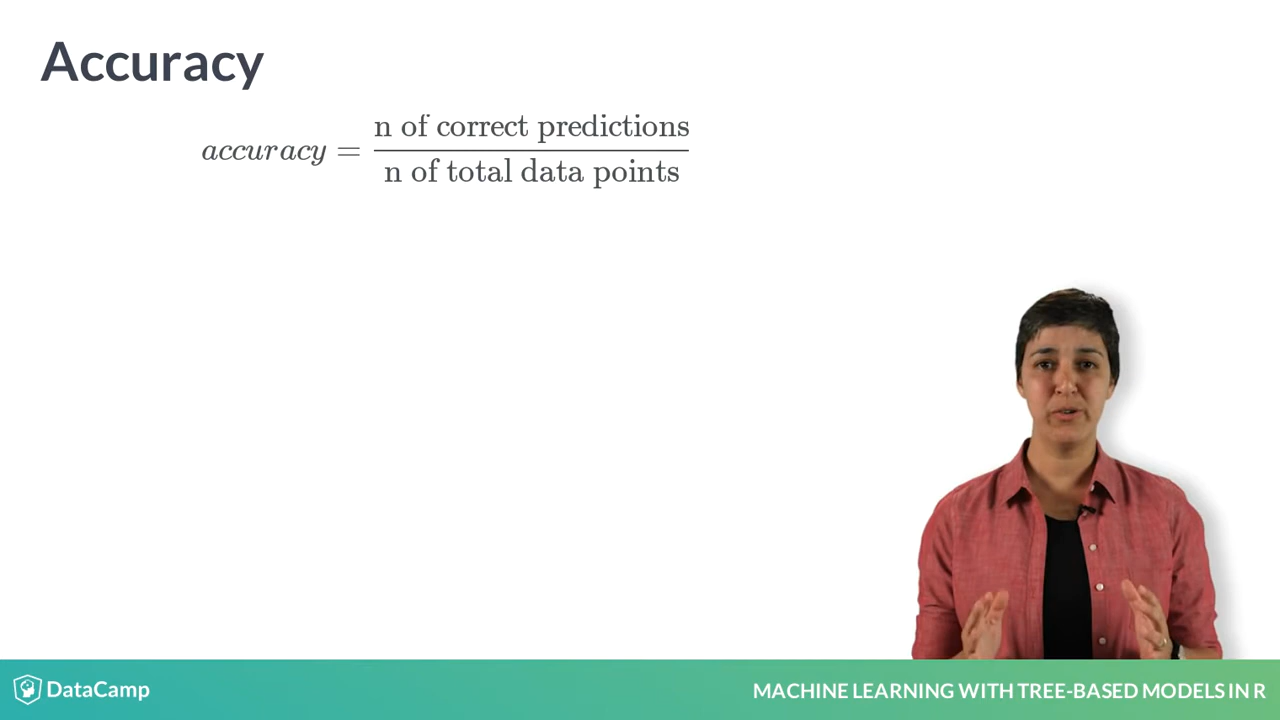 Accuracy
accuracy = n of correct predictions / n of total data points
DataCamp
MACHINE LEARNING WITH TREE-BASED MODELS IN R